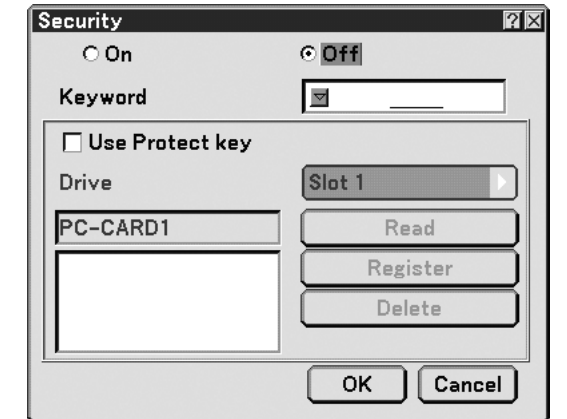 Security
On Off
Keyword
Use Protect key
Drive Slot 1
PC-CARD1 Read
Register
Delete
OK Cancel